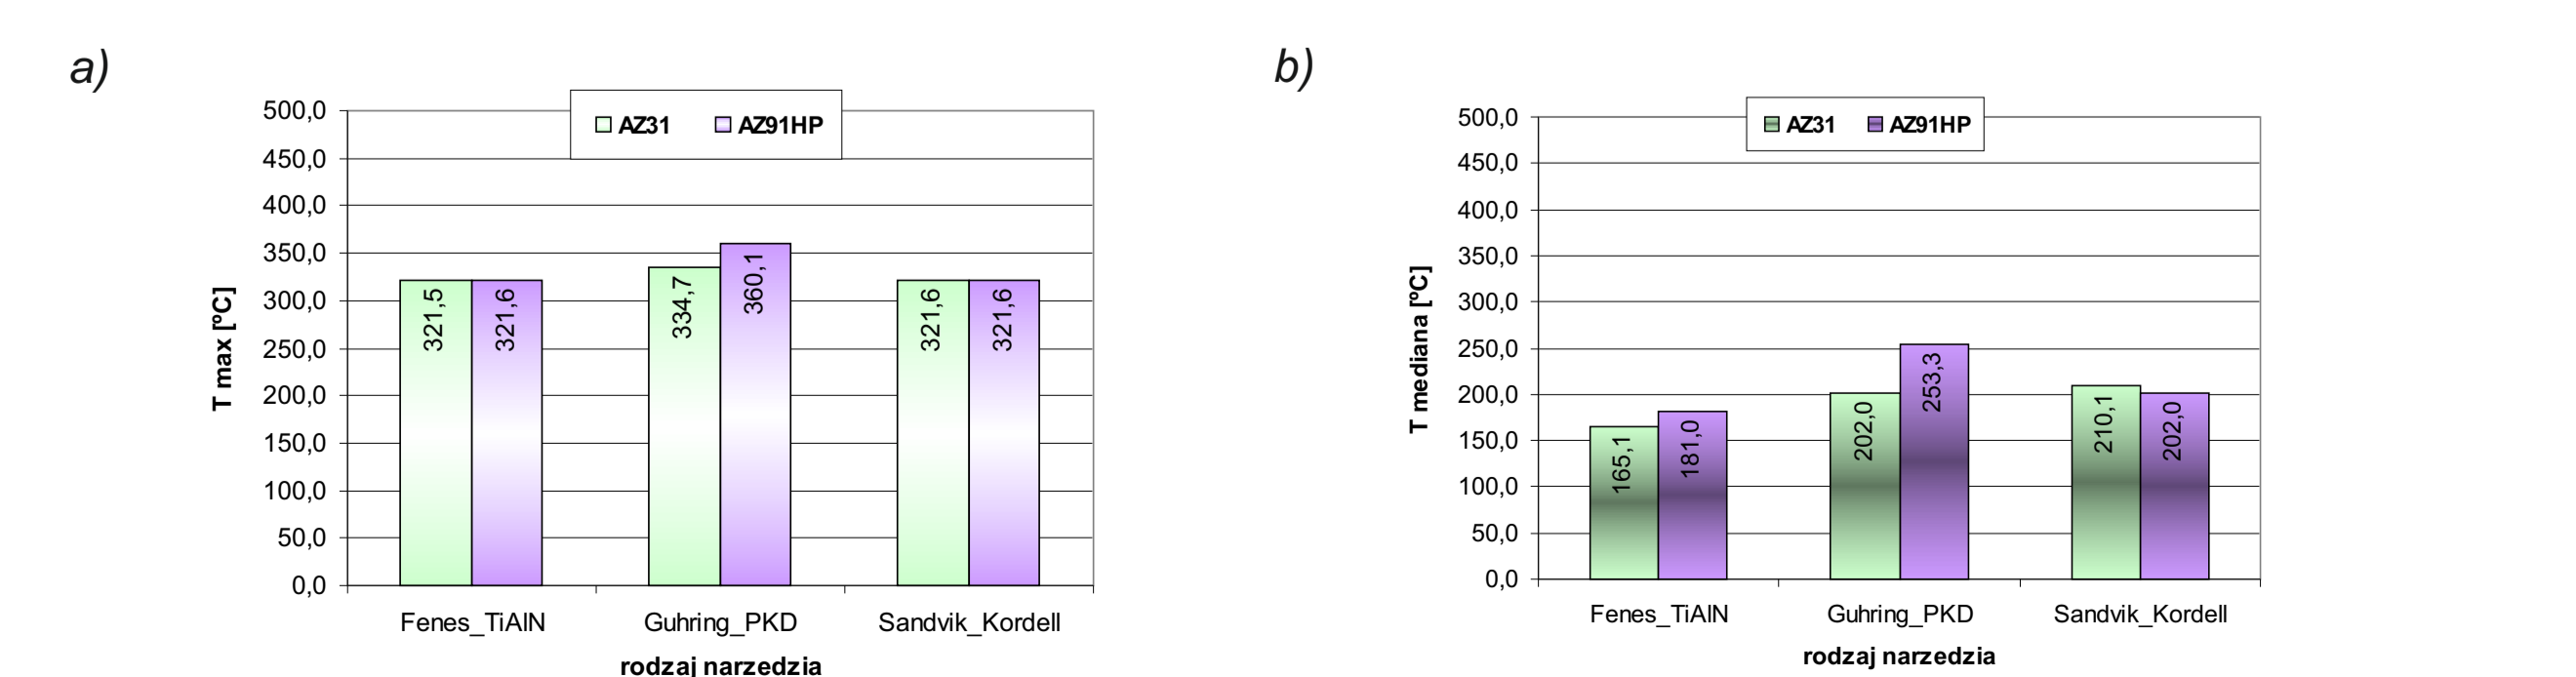 a)
AZ31 AZ91HP
500,0
450,0
400,0
350,0
300,0
250,0
200,0
150,0
100,0
50,0
0,0
T max [ºC]
321,5 321,6 334,7 360,1 321,6 321,6
Fenes_TiAlN Guhring_PKD Sandvik_Kordell
rodzaj narzedzia
b)
AZ31 AZ91HP
500,0
450,0
400,0
350,0
300,0
250,0
200,0
150,0
100,0
50,0
0,0
T mediana [ºC]
165,1 181,0 202,0 253,3 210,1 202,0
Fenes_TiAlN Guhring_PKD Sandvik_Kordell
rodzaj narzedzia